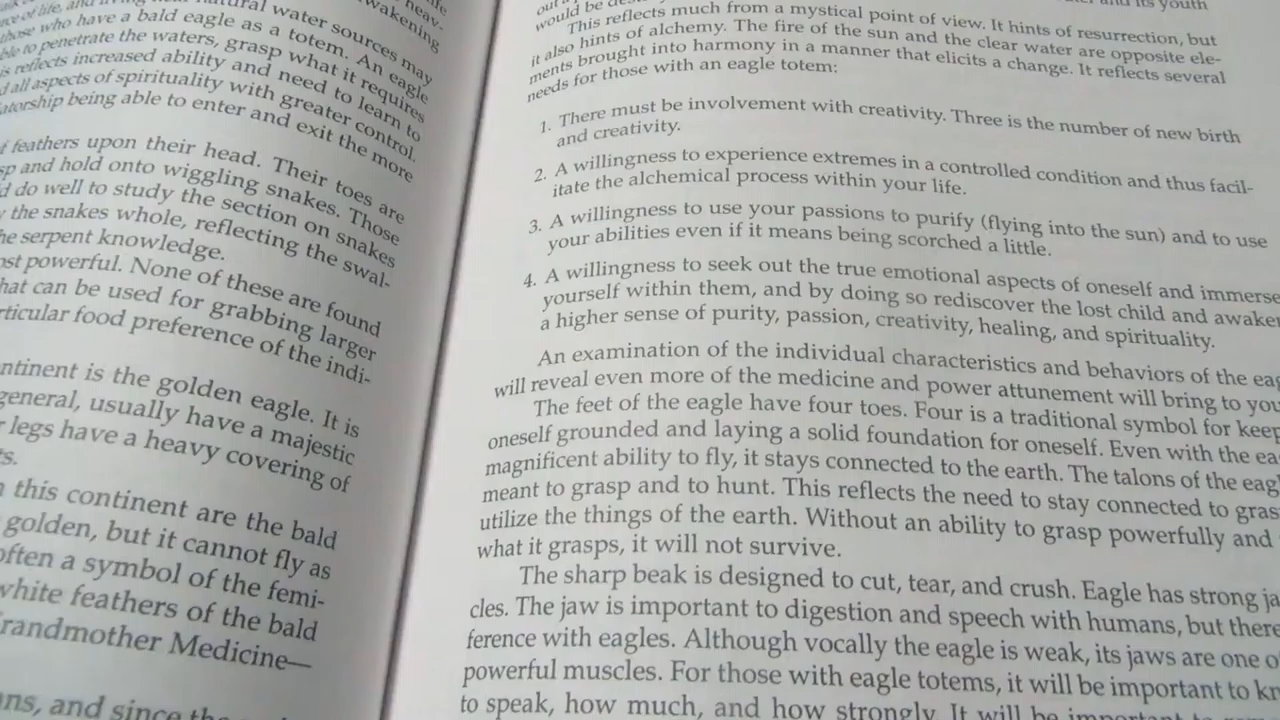 natural water sources may
those who have a bald eagle as a totem. An eagle
to penetrate the waters, grasp what it requires
reflects increased ability and need to learn to
all aspects of spirituality with greater control.
being able to enter and exit the more
feathers upon their head. Their toes are
and hold onto wiggling snakes. Those
do well to study the section on snakes
the snakes whole, reflecting the swal-
serpent knowledge.
powerful. None of these are found
that can be used for grabbing larger
food preference of the indi-
is the golden eagle. It is
general, usually have a majestic
legs have a heavy covering of
this continent are the bald
golden, but it cannot fly as
often a symbol of the femi-
white feathers of the bald
Grandmother Medicine—
and since
and its youth
would be
This reflects much from a mystical point of view. It hints of resurrection, but
it also hints of alchemy. The fire of the sun and the clear water are opposite ele-
ments brought into harmony in a manner that elicits a change. It reflects several
needs for those with an eagle totem:
1. There must be involvement with creativity. Three is the number of new birth
and creativity.
2. A willingness to experience extremes in a controlled condition and thus facil-
itate the alchemical process within your life.
3. A willingness to use your passions to purify (flying into the sun) and to use
your abilities even if it means being scorched a little.
4. A willingness to seek out the true emotional aspects of oneself and immerse
yourself within them, and by doing so rediscover the lost child and awaken
a higher sense of purity, passion, creativity, healing, and spirituality.
An examination of the individual characteristics and behaviors of the
will reveal even more of the medicine and power attunement will bring to you
The feet of the eagle have four toes. Four is a traditional symbol for
oneself grounded and laying a solid foundation for oneself. Even with the
magnificent ability to fly, it stays connected to the earth. The talons of the
meant to grasp and to hunt. This reflects the need to stay connected to
utilize the things of the earth. Without an ability to grasp powerfully and
what it grasps, it will not survive.
The sharp beak is designed to cut, tear, and crush. Eagle has strong
cles. The jaw is important to digestion and speech with humans, but
ference with eagles. Although vocally the eagle is weak, its jaws are one
powerful muscles. For those with eagle totems, it will be important to
to speak, how much, and how strongly. It will be important